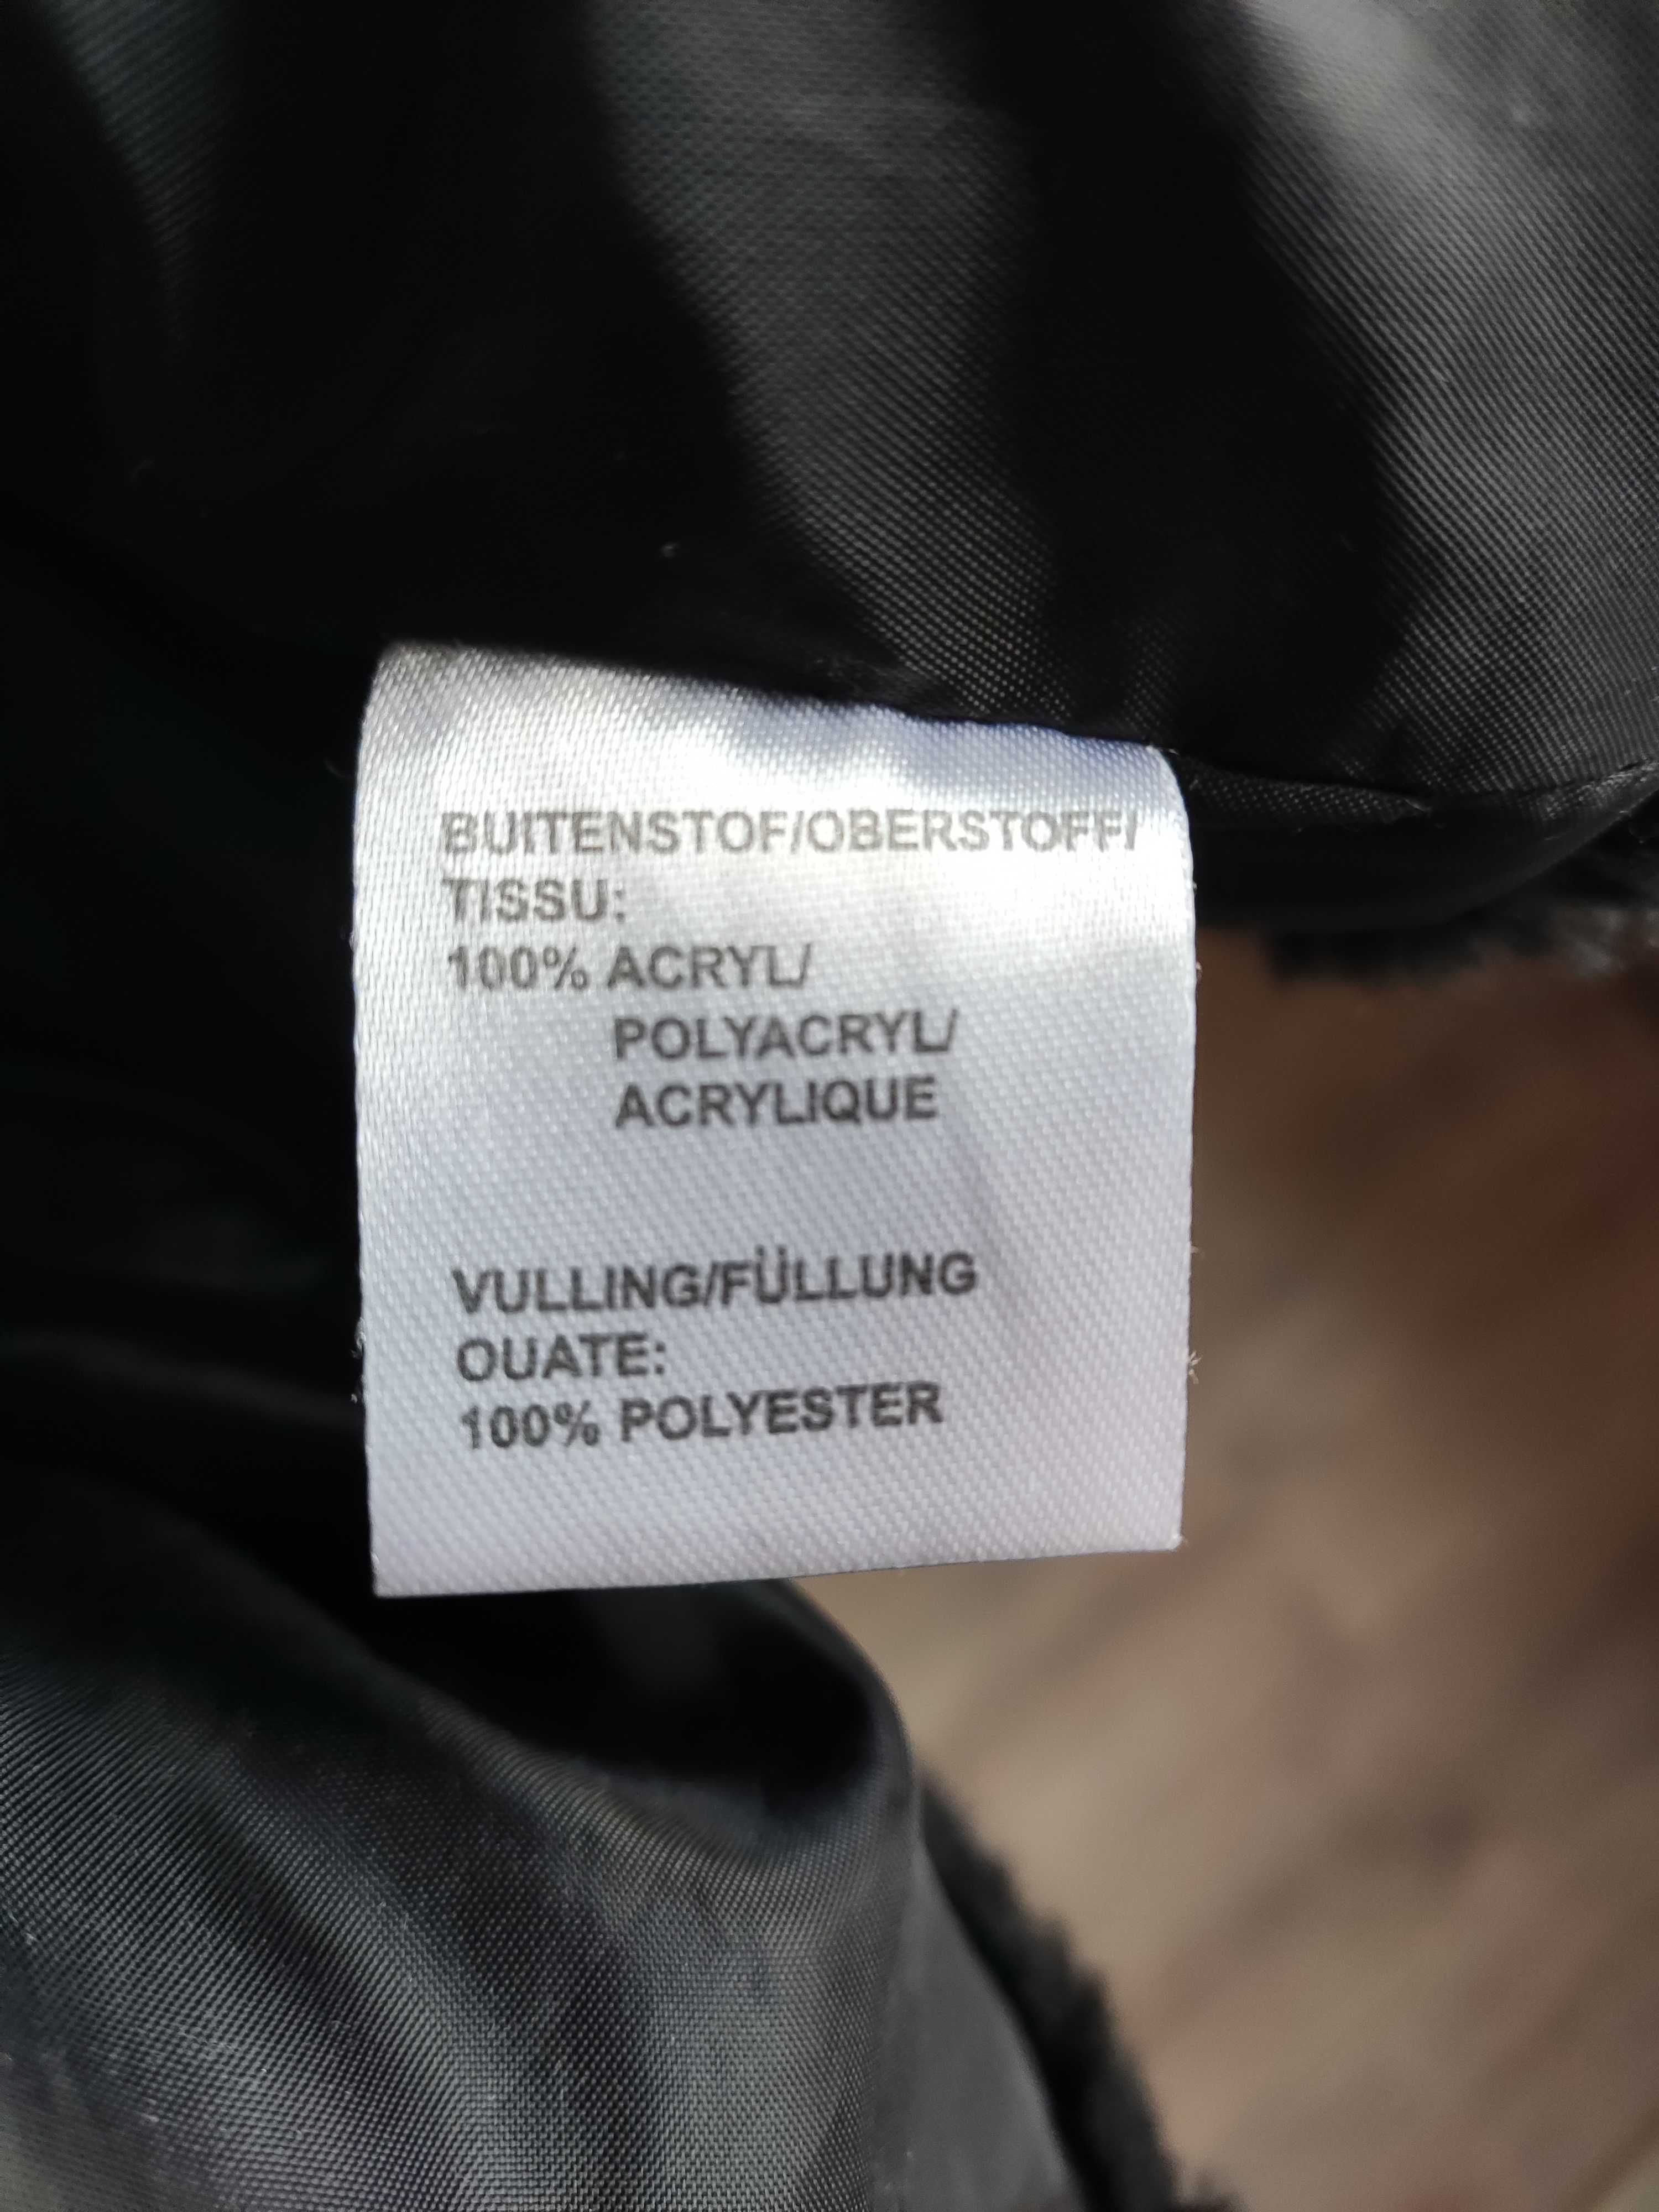 BUITENSTOF/OBERSTOFF/
TISSU:
100% ACRYL/
POLYACRYL/
ACRYLIQUE
VULLING/FÜLLUNG
OUATE:
100% POLYESTER